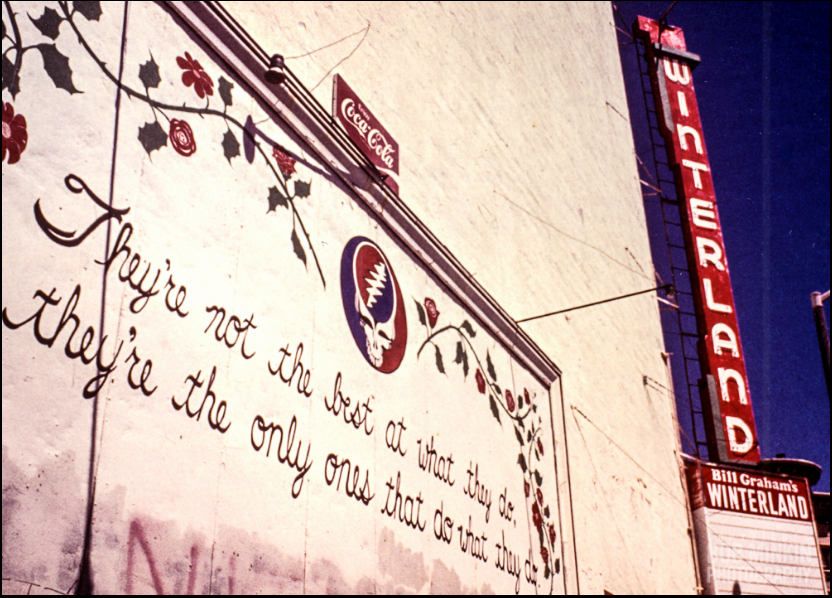 They're not the best at what they do,
they're the only ones that do what they do.
Coca-Cola
WINTERLAND
Bill Graham's
WINTERLAND